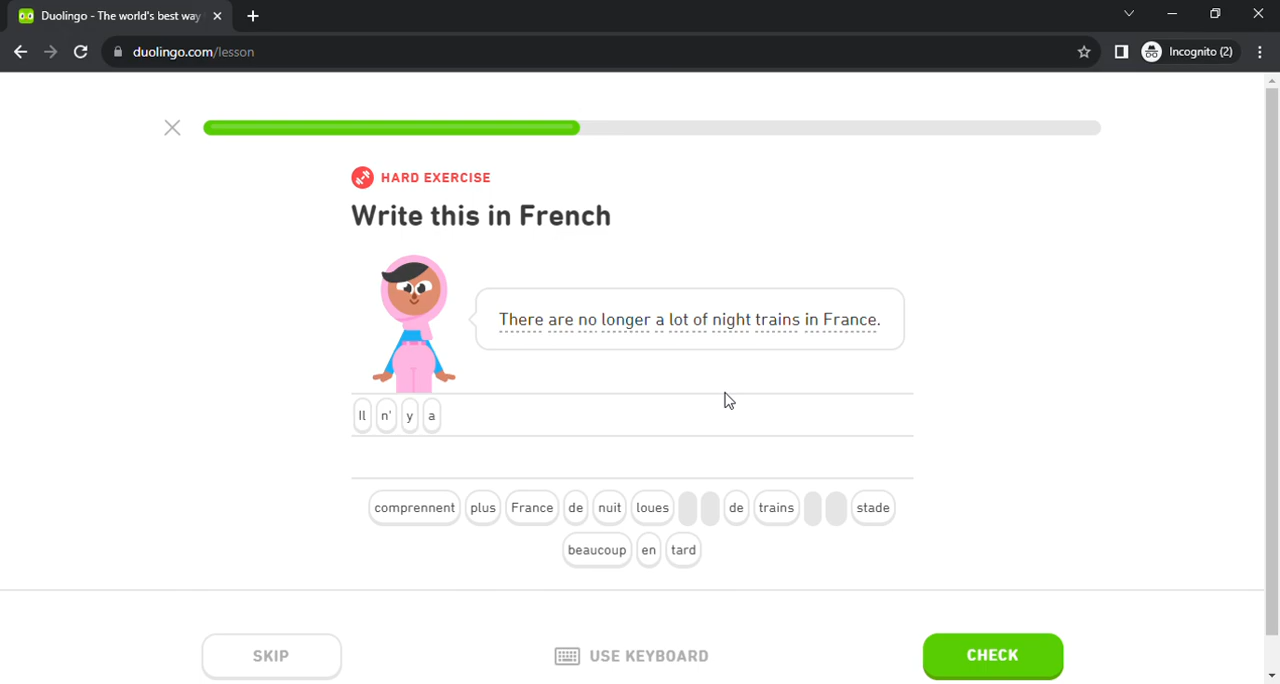 Duolingo - The world's best way
duolingo.com/lesson
Incognito (2)
HARD EXERCISE
Write this in French
There are no longer a lot of night trains in France.
Il n' y a
comprennent plus France de nuit loues de trains stade
beaucoup en tard
SKIP USE KEYBOARD CHECK